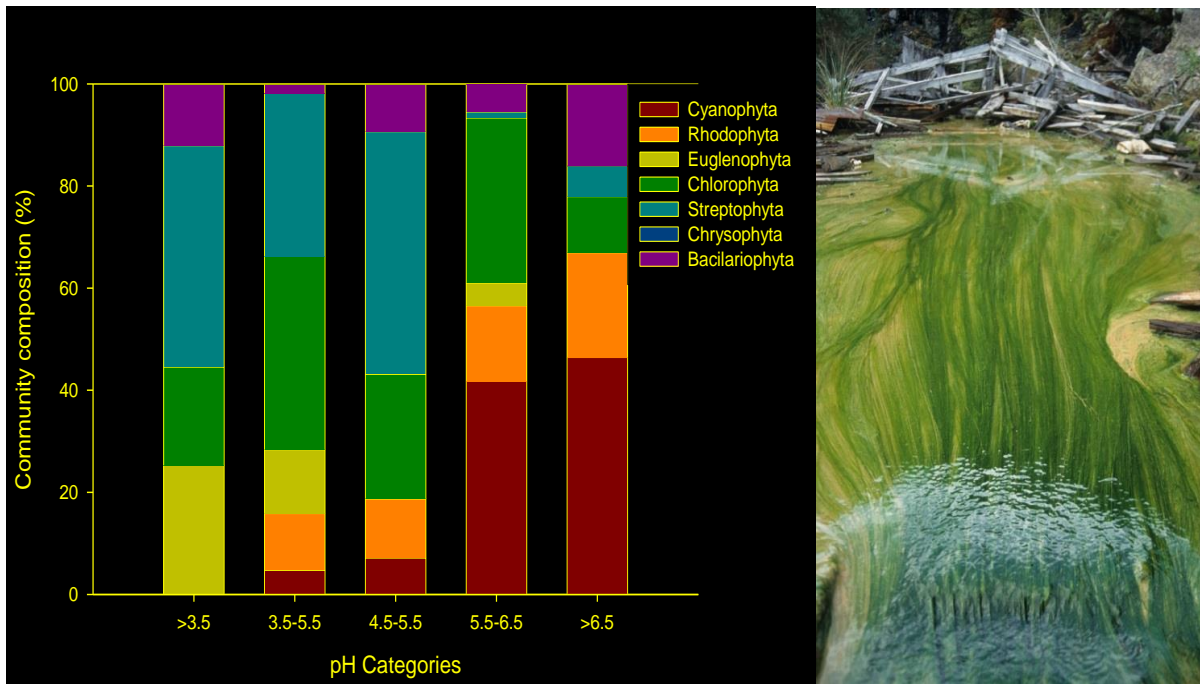 Community composition (%)
100
80
60
40
20
0
>3.5
3.5-5.5
4.5-5.5
5.5-6.5
>6.5
pH Categories
Cyanophyta
Rhodophyta
Euglenophyta
Chlorophyta
Streptophyta
Chrysophyta
Bacilariophyta